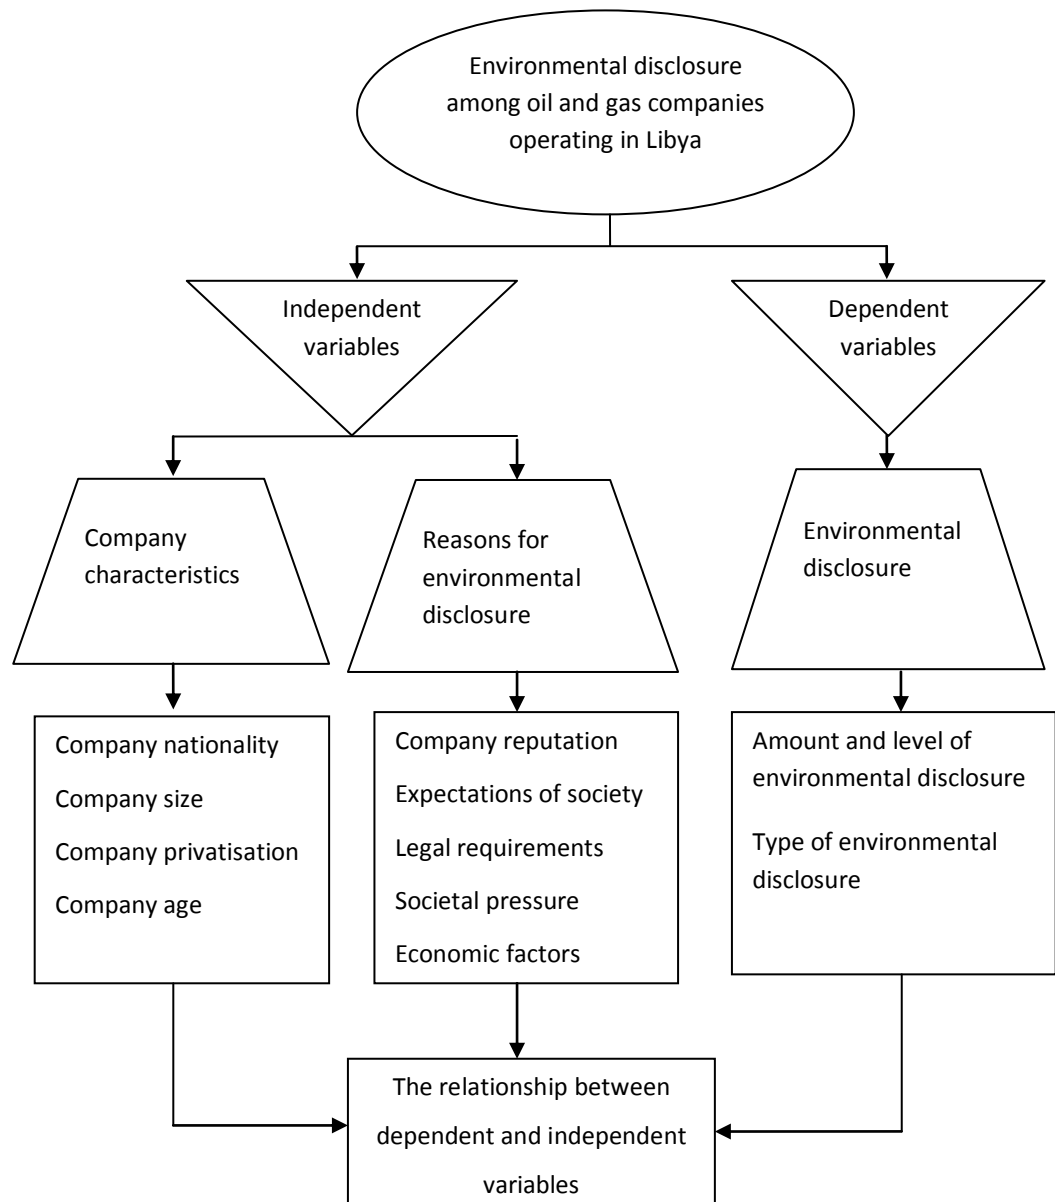 Environmental disclosure
among oil and gas companies
operating in Libya
Independent
variables
Dependent
variables
Company
characteristics
Reasons for
environmental
disclosure
Environmental
disclosure
Company nationality
Company size
Company privatisation
Company age
Company reputation
Expectations of society
Legal requirements
Societal pressure
Economic factors
Amount and level of
environmental disclosure
Type of environmental
disclosure
The relationship between
dependent and independent
variables